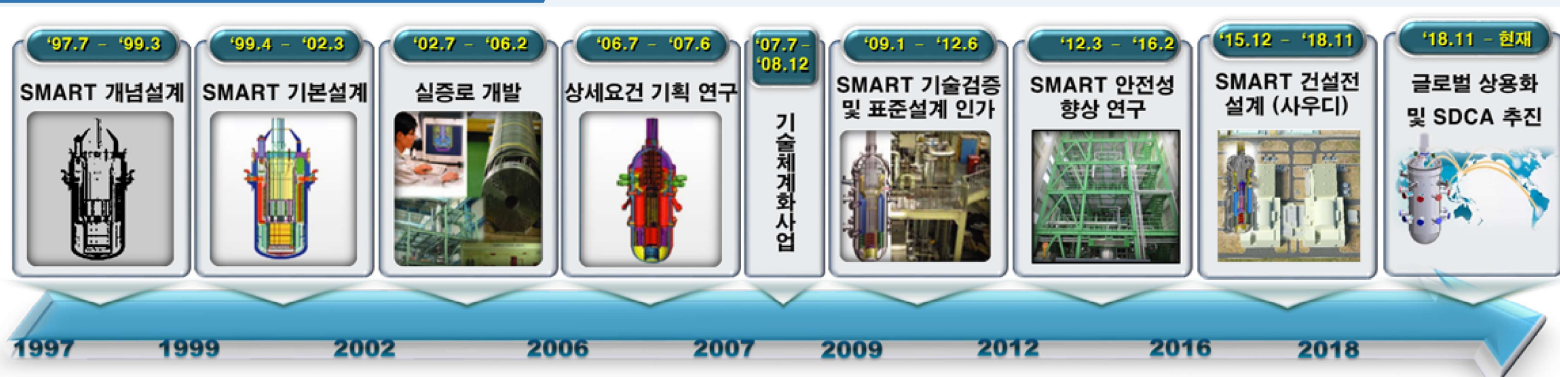 ‘97.7 – ‘99.3
SMART 개념설계
‘99.4 – ‘02.3
SMART 기본설계
‘02.7 – ‘06.2
실증로 개발
‘06.7 – ‘07.6
상세요건 기획 연구
‘07.7 –
‘08.12
기술체계화사업
‘09.1 – ‘12.6
SMART 기술검증
및 표준설계 인가
‘12.3 – ‘16.2
SMART 안전성
향상 연구
‘15.12 – ‘18.11
SMART 건설전
설계 (사우디)
‘18.11 – 현재
글로벌 상용화
및 SDCA 추진
1997
1999
2002
2006
2007
2009
2012
2016
2018